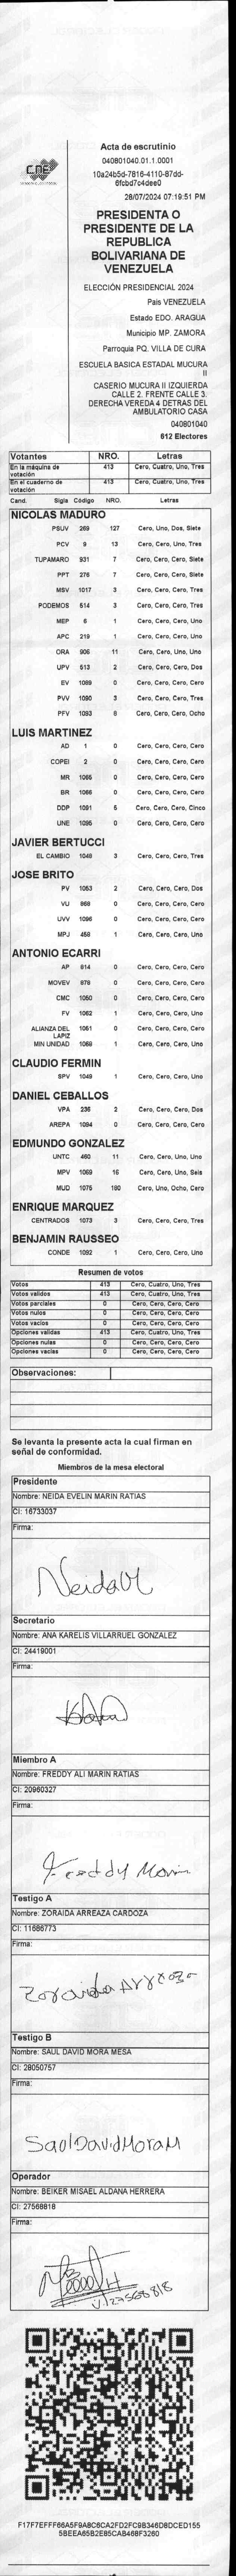 CNE
Acta de escrutinio
040801040.01.1.0001
10a24b5d-7816-4110-87dd-
6fcbd7c4dee0
28/07/2024 07:19:51 PM
PRESIDENTA O
PRESIDENTE DE LA
REPUBLICA
BOLIVARIANA DE
VENEZUELA
ELECCIÓN PRESIDENCIAL 2024
País VENEZUELA
Estado EDO. ARAGUA
Municipio MP. ZAMORA
Parroquia PQ. VILLA DE CURA
ESCUELA BASICA ESTADAL MUCURA
II
CASERIO MUCURA II IZQUIERDA
CALLE 2. FRENTE CALLE 3.
DERECHA VEREDA 4 DETRAS DEL
AMBULATORIO CASA
040801040
612 Electores
Votantes NRO. Letras
En la máquina de votación 413 Cero, Cuatro, Uno, Tres
En el cuaderno de votación 413 Cero, Cuatro, Uno, Tres
Cand. Sigla Código NRO. Letras
NICOLAS MADURO
PSUV 269 127 Cero, Uno, Dos, Siete
PCV 9 13 Cero, Cero, Uno, Tres
TUPAMARO 931 7 Cero, Cero, Cero, Siete
PPT 276 7 Cero, Cero, Cero, Siete
MSV 1017 3 Cero, Cero, Cero, Tres
PODEMOS 514 3 Cero, Cero, Cero, Tres
MEP 6 1 Cero, Cero, Cero, Uno
APC 219 1 Cero, Cero, Cero, Uno
ORA 906 11 Cero, Cero, Uno, Uno
UPV 513 2 Cero, Cero, Cero, Dos
EV 1089 0 Cero, Cero, Cero, Cero
PVV 1090 3 Cero, Cero, Cero, Tres
PFV 1093 8 Cero, Cero, Cero, Ocho
LUIS MARTINEZ
AD 1 0 Cero, Cero, Cero, Cero
COPEI 2 0 Cero, Cero, Cero, Cero
MR 1065 0 Cero, Cero, Cero, Cero
BR 1066 0 Cero, Cero, Cero, Cero
DDP 1091 5 Cero, Cero, Cero, Cinco
UNE 1095 0 Cero, Cero, Cero, Cero
JAVIER BERTUCCI
EL CAMBIO 1048 3 Cero, Cero, Cero, Tres
JOSE BRITO
PV 1053 2 Cero, Cero, Cero, Dos
VU 868 0 Cero, Cero, Cero, Cero
UVV 1096 0 Cero, Cero, Cero, Cero
MPJ 458 1 Cero, Cero, Cero, Uno
ANTONIO ECARRI
AP 814 0 Cero, Cero, Cero, Cero
MOVEV 878 0 Cero, Cero, Cero, Cero
CMC 1050 0 Cero, Cero, Cero, Cero
FV 1062 1 Cero, Cero, Cero, Uno
ALIANZA DEL LAPIZ 1051 0 Cero, Cero, Cero, Cero
MIN UNIDAD 1068 1 Cero, Cero, Cero, Uno
CLAUDIO FERMIN
SPV 1049 1 Cero, Cero, Cero, Uno
DANIEL CEBALLOS
VPA 236 2 Cero, Cero, Cero, Dos
AREPA 1094 0 Cero, Cero, Cero, Cero
EDMUNDO GONZALEZ
UNTC 460 11 Cero, Cero, Uno, Uno
MPV 1069 16 Cero, Cero, Uno, Seis
MUD 1075 180 Cero, Uno, Ocho, Cero
ENRIQUE MARQUEZ
CENTRADOS 1073 3 Cero, Cero, Cero, Tres
BENJAMIN RAUSSEO
CONDE 1092 1 Cero, Cero, Cero, Uno
Resumen de votos
Votos 413 Cero, Cuatro, Uno, Tres
Votos validos 413 Cero, Cuatro, Uno, Tres
Votos parciales 0 Cero, Cero, Cero, Cero
Votos nulos 0 Cero, Cero, Cero, Cero
Votos vacios 0 Cero, Cero, Cero, Cero
Opciones validas 413 Cero, Cuatro, Uno, Tres
Opciones nulas 0 Cero, Cero, Cero, Cero
Opciones vacias 0 Cero, Cero, Cero, Cero
Observaciones:
Se levanta la presente acta la cual firman en
señal de conformidad.
Miembros de la mesa electoral
Presidente
Nombre: NEIDA EVELIN MARIN RATIAS
CI: 16733037
Firma:
NeidaM
Secretario
Nombre: ANA KARELIS VILLARRUEL GONZALEZ
CI: 24419001
Firma:
Miembro A
Nombre: FREDDY ALI MARIN RATIAS
CI: 20960327
Firma:
Freddy Marin
Testigo A
Nombre: ZORAIDA ARREAZA CARDOZA
CI: 11686773
Firma:
Zoraida
Testigo B
Nombre: SAUL DAVID MORA MESA
CI: 28050757
Firma:
SaulDavidMoraM
Operador
Nombre: BEIKER MISAEL ALDANA HERRERA
CI: 27568818
Firma:
V.127568818
F17F7EFFF66A5F9A8C6CA2FD2FC9B346D8DCED155
5BEEA65B2E85CAB468F3260